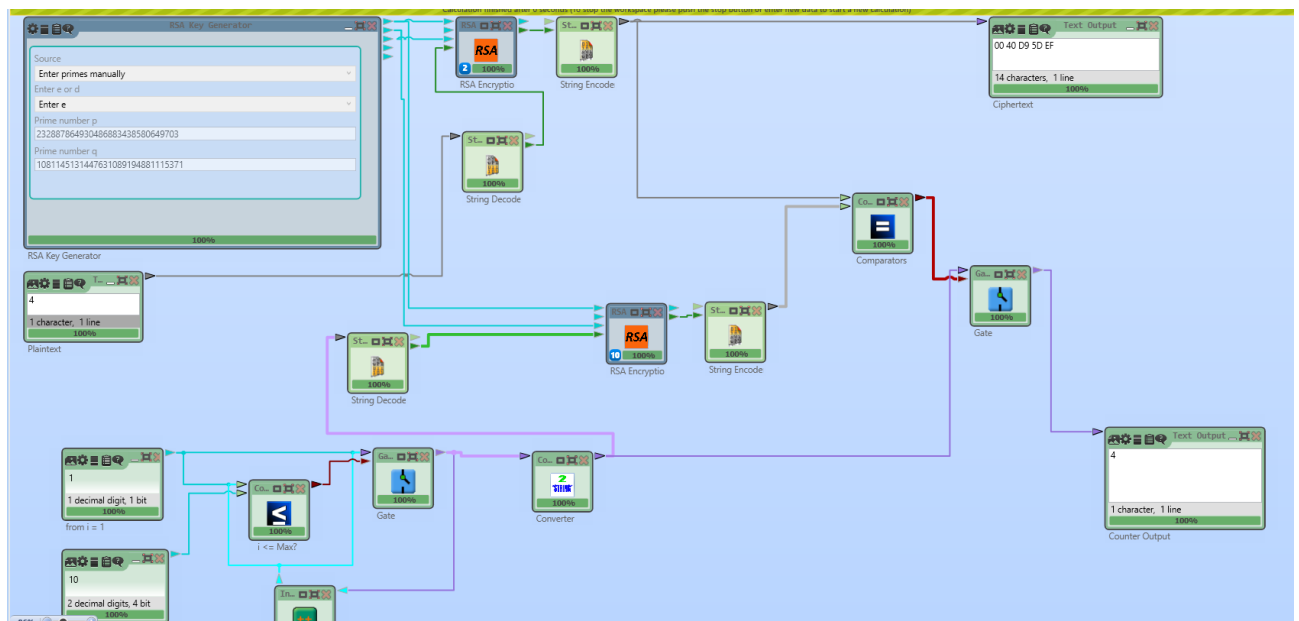 Calculation finished after 0 seconds (To stop the workspace please push the stop button or enter new data to start a new calculation)
RSA Key Generator
Source
Enter primes manually
Enter e or d
Enter e
Prime number p
Prime number q
100%
RSA Key Generator
RSA
RSA
2 100%
RSA Encryptio
St...
100%
String Encode
Text Output
00 40 D9 5D EF
14 characters, 1 line
100%
Ciphertext
St...
100%
String Decode
T...
4
1 character, 1 line
100%
Plaintext
Co...
=
100%
Comparators
Ga...
100%
Gate
RSA
RSA
10 100%
RSA Encryptio
St...
100%
String Encode
St...
100%
String Decode
1
1 decimal digit, 1 bit
100%
from i = 1
Co...
≤
100%
i <= Max?
Ga...
100%
Gate
Co...
2
100%
Converter
Text Output,...
4
1 character, 1 line
100%
Counter Output
10
2 decimal digits, 4 bit
100%
In...